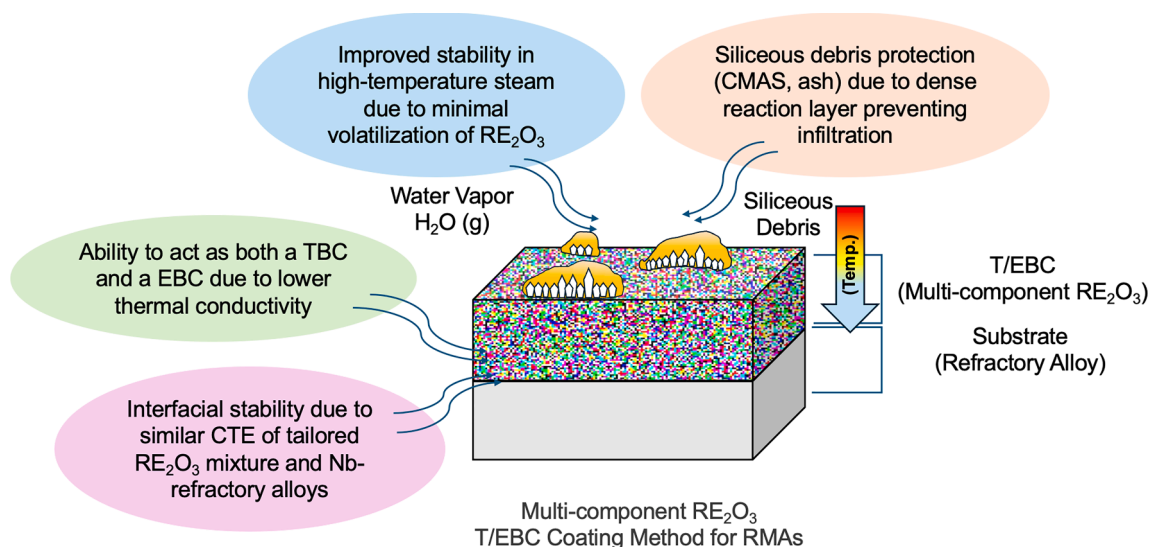 Improved stability in
high-temperature steam
due to minimal
volatilization of RE₂O₃
Siliceous debris protection
(CMAS, ash) due to dense
reaction layer preventing
infiltration
Water Vapor
H₂O (g)
Siliceous
Debris
(Temp.)
Ability to act as both a TBC
and a EBC due to lower
thermal conductivity
T/EBC
(Multi-component RE₂O₃)
Substrate
(Refractory Alloy)
Interfacial stability due to
similar CTE of tailored
RE₂O₃ mixture and Nb-
refractory alloys
Multi-component RE₂O₃
T/EBC Coating Method for RMAs